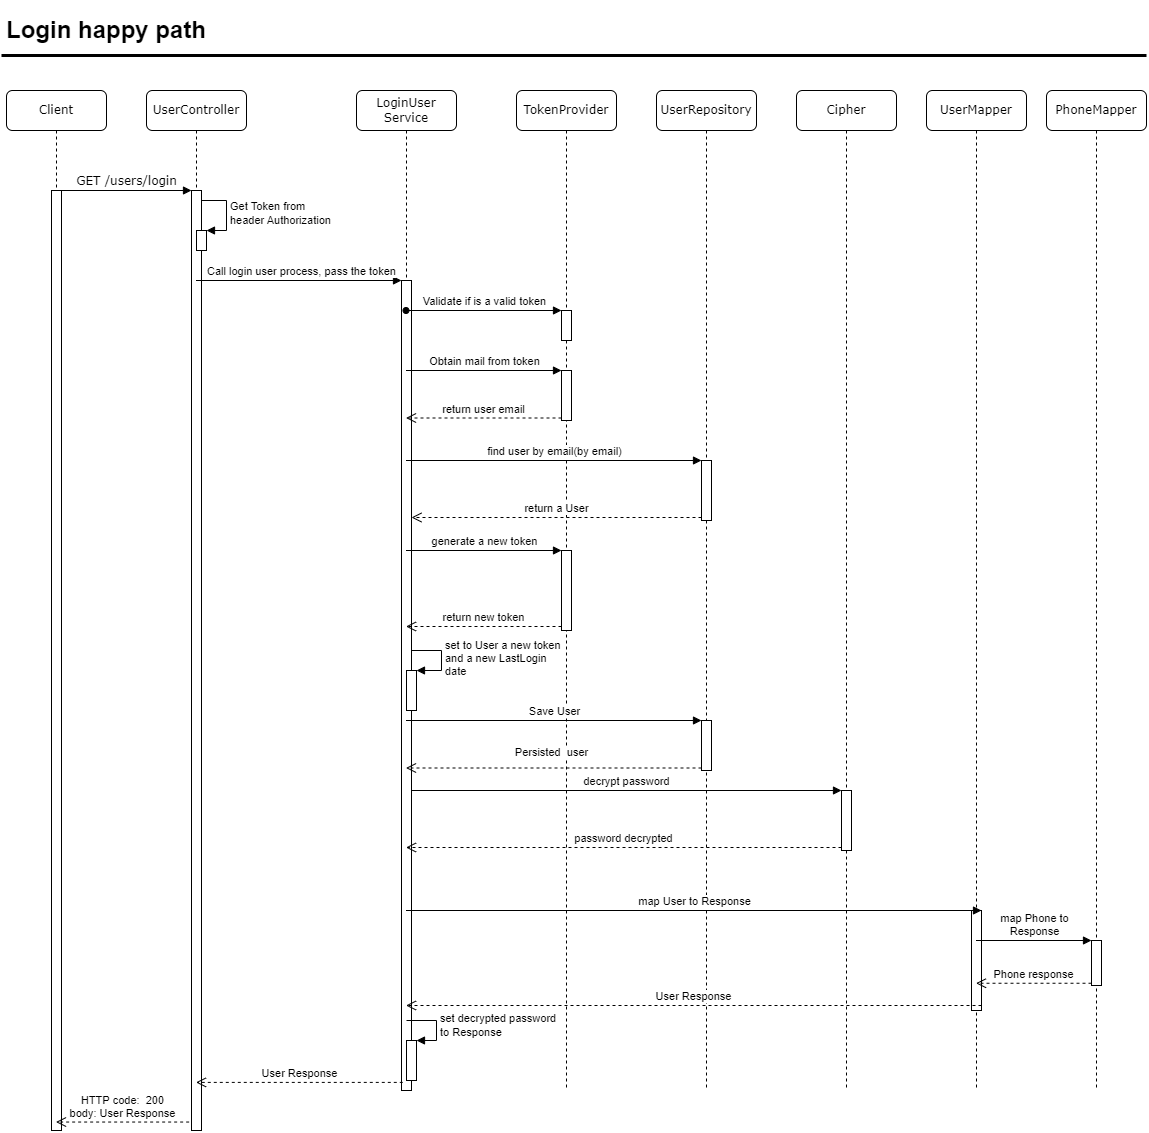 Login happy path
Client
UserController
LoginUser
Service
TokenProvider
UserRepository
Cipher
UserMapper
PhoneMapper
GET /users/login
Get Token from
header Authorization
Call login user process, pass the token
Validate if is a valid token
Obtain mail from token
return user email
find user by email(by email)
return a User
generate a new token
return new token
set to User a new token
and a new LastLogin
date
Save User
Persisted  user
decrypt password
password decrypted
map User to Response
map Phone to
Response
Phone response
User Response
set decrypted password
to Response
User Response
HTTP code:  200
body: User Response